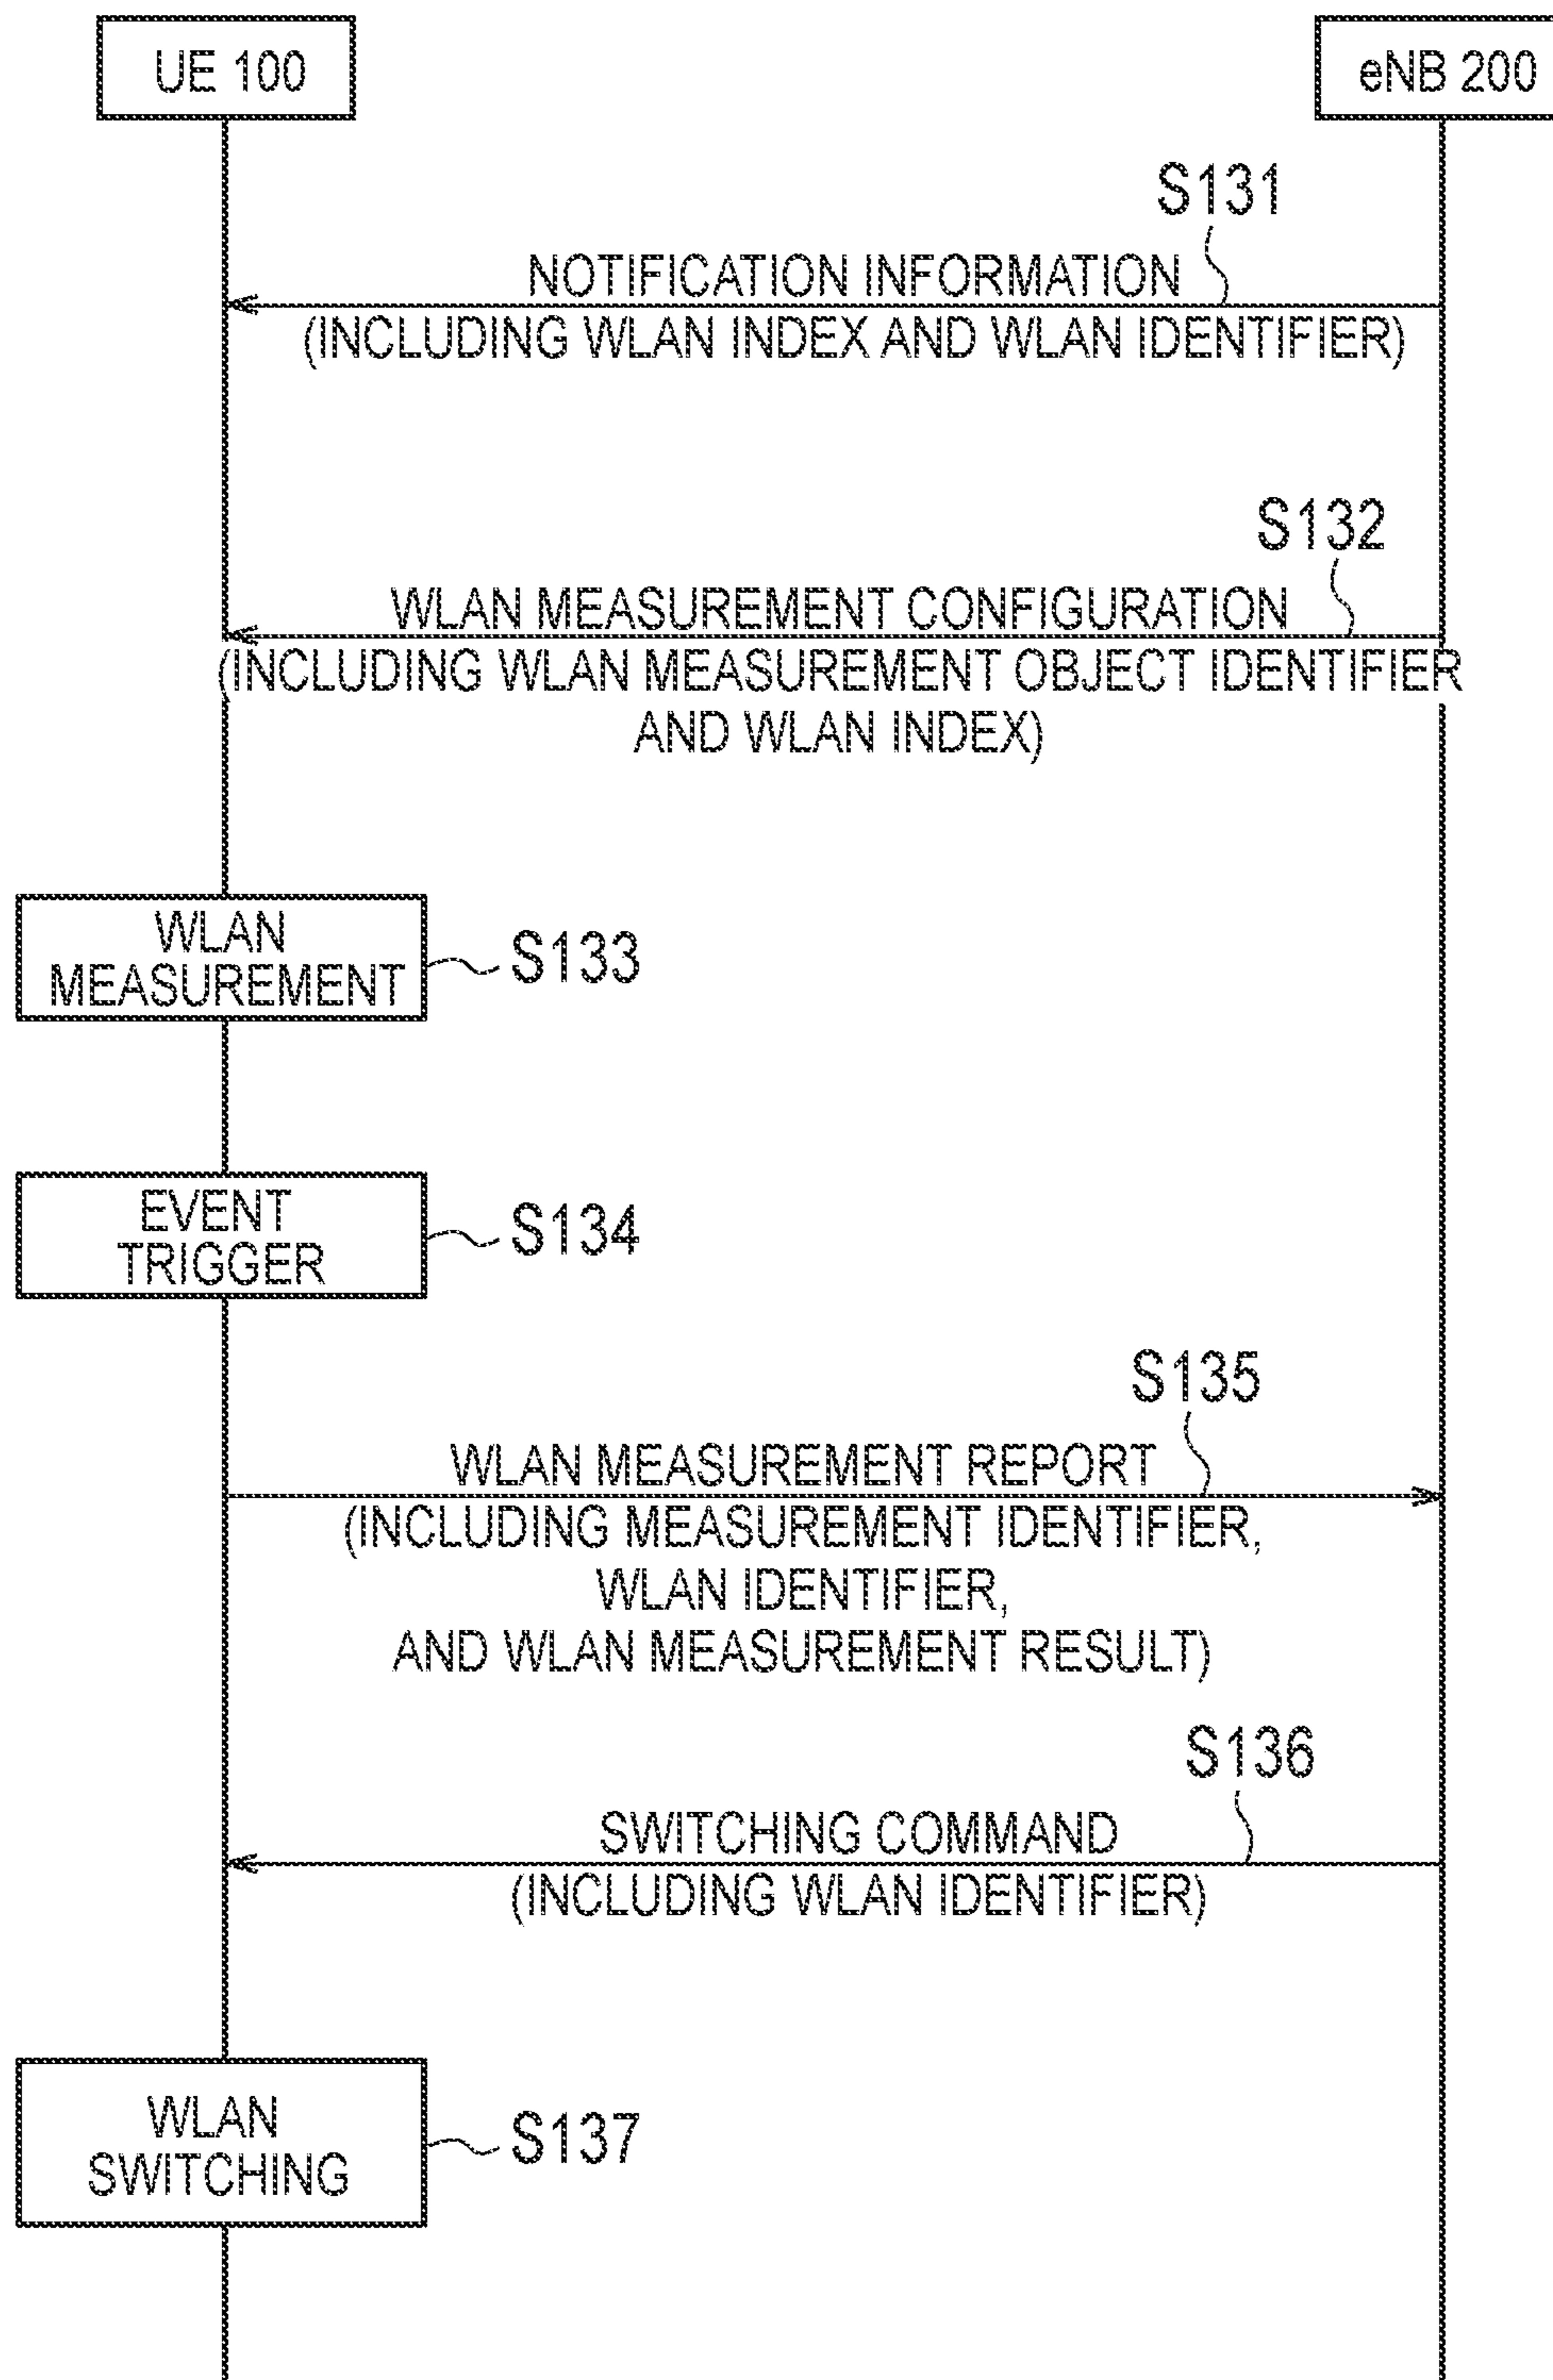 UE 100
eNB 200
S131
NOTIFICATION INFORMATION
(INCLUDING WLAN INDEX AND WLAN IDENTIFIER)
S132
WLAN MEASUREMENT CONFIGURATION
(INCLUDING WLAN MEASUREMENT OBJECT IDENTIFIER
AND WLAN INDEX)
WLAN
MEASUREMENT
S133
EVENT
TRIGGER
S134
S135
WLAN MEASUREMENT REPORT
(INCLUDING MEASUREMENT IDENTIFIER,
WLAN IDENTIFIER,
AND WLAN MEASUREMENT RESULT)
S136
SWITCHING COMMAND
(INCLUDING WLAN IDENTIFIER)
WLAN
SWITCHING
S137